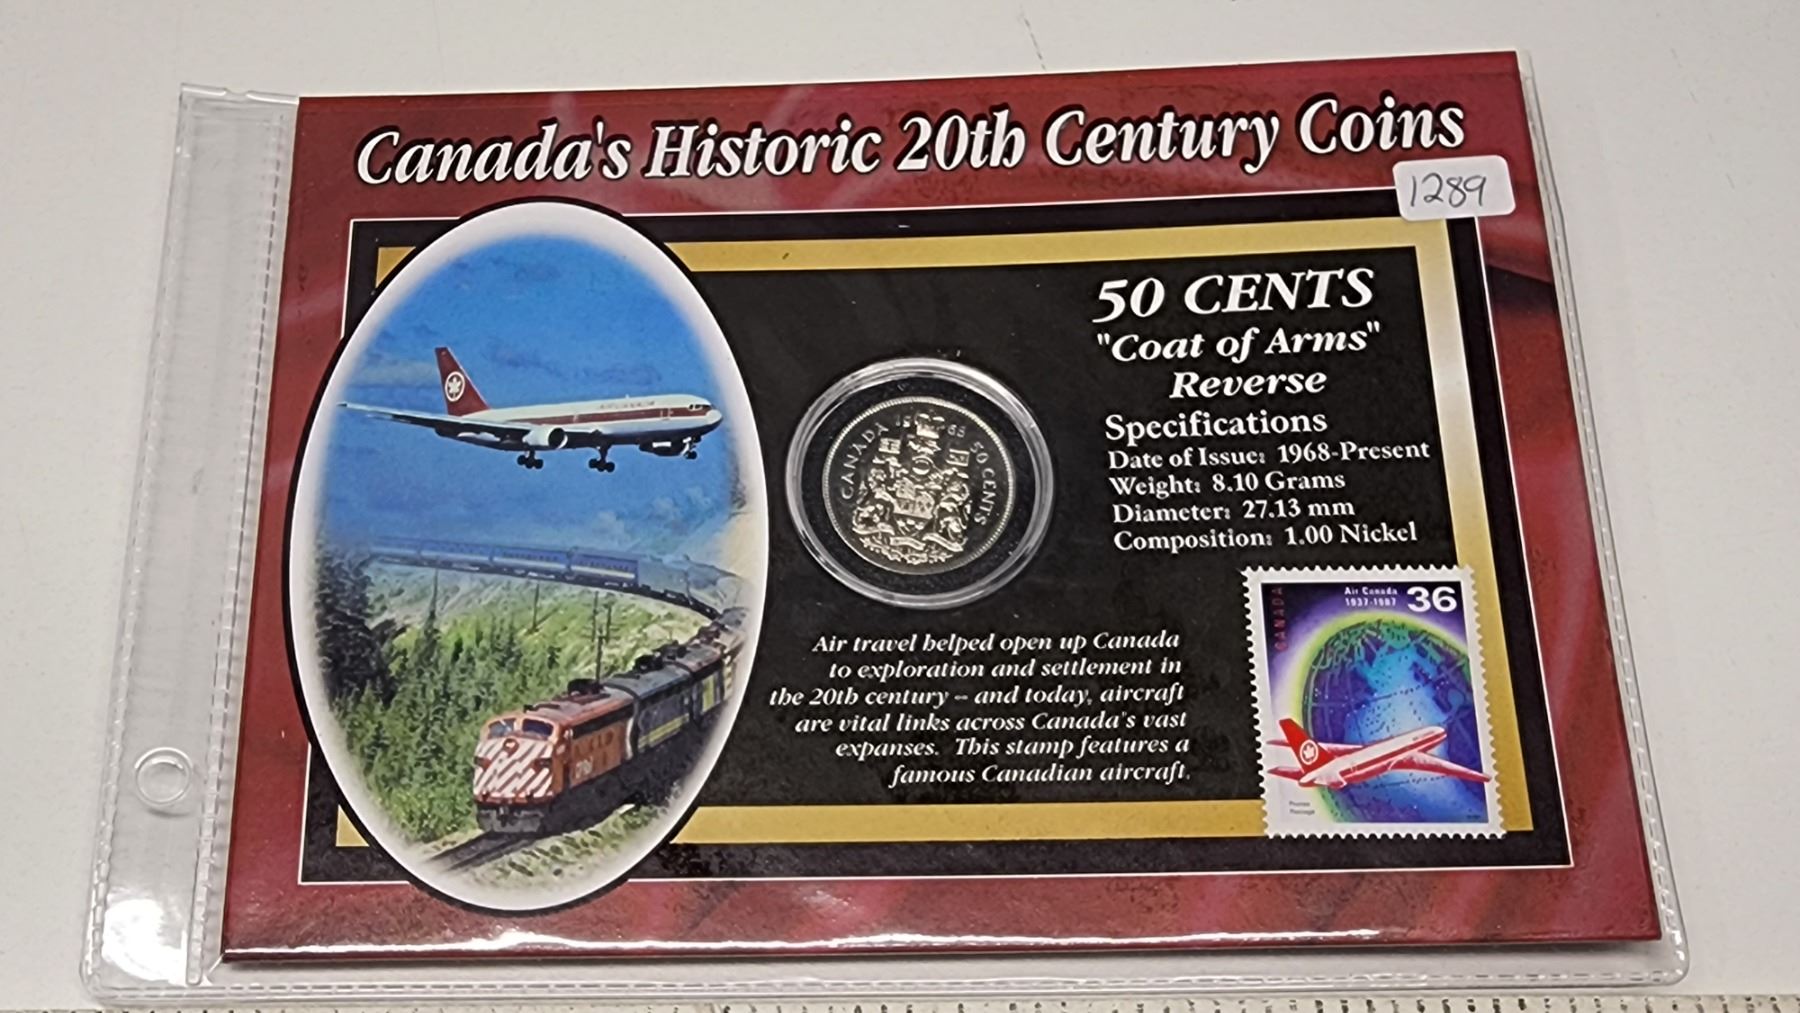 Canada's Historic 20th Century Coins
1289
50 CENTS
"Coat of Arms"
Reverse
Specifications
Date of Issue: 1968-Present
Weight: 8.10 Grams
Diameter: 27.13 mm
Composition: 1.00 Nickel
CANADA
50 CENTS
Air travel helped open up Canada
to exploration and settlement in
the 20th century – and today, aircraft
are vital links across Canada's vast
expanses. This stamp features a
famous Canadian aircraft.
CANADA
Air Canada
1937-1987
36
Postes
Postage